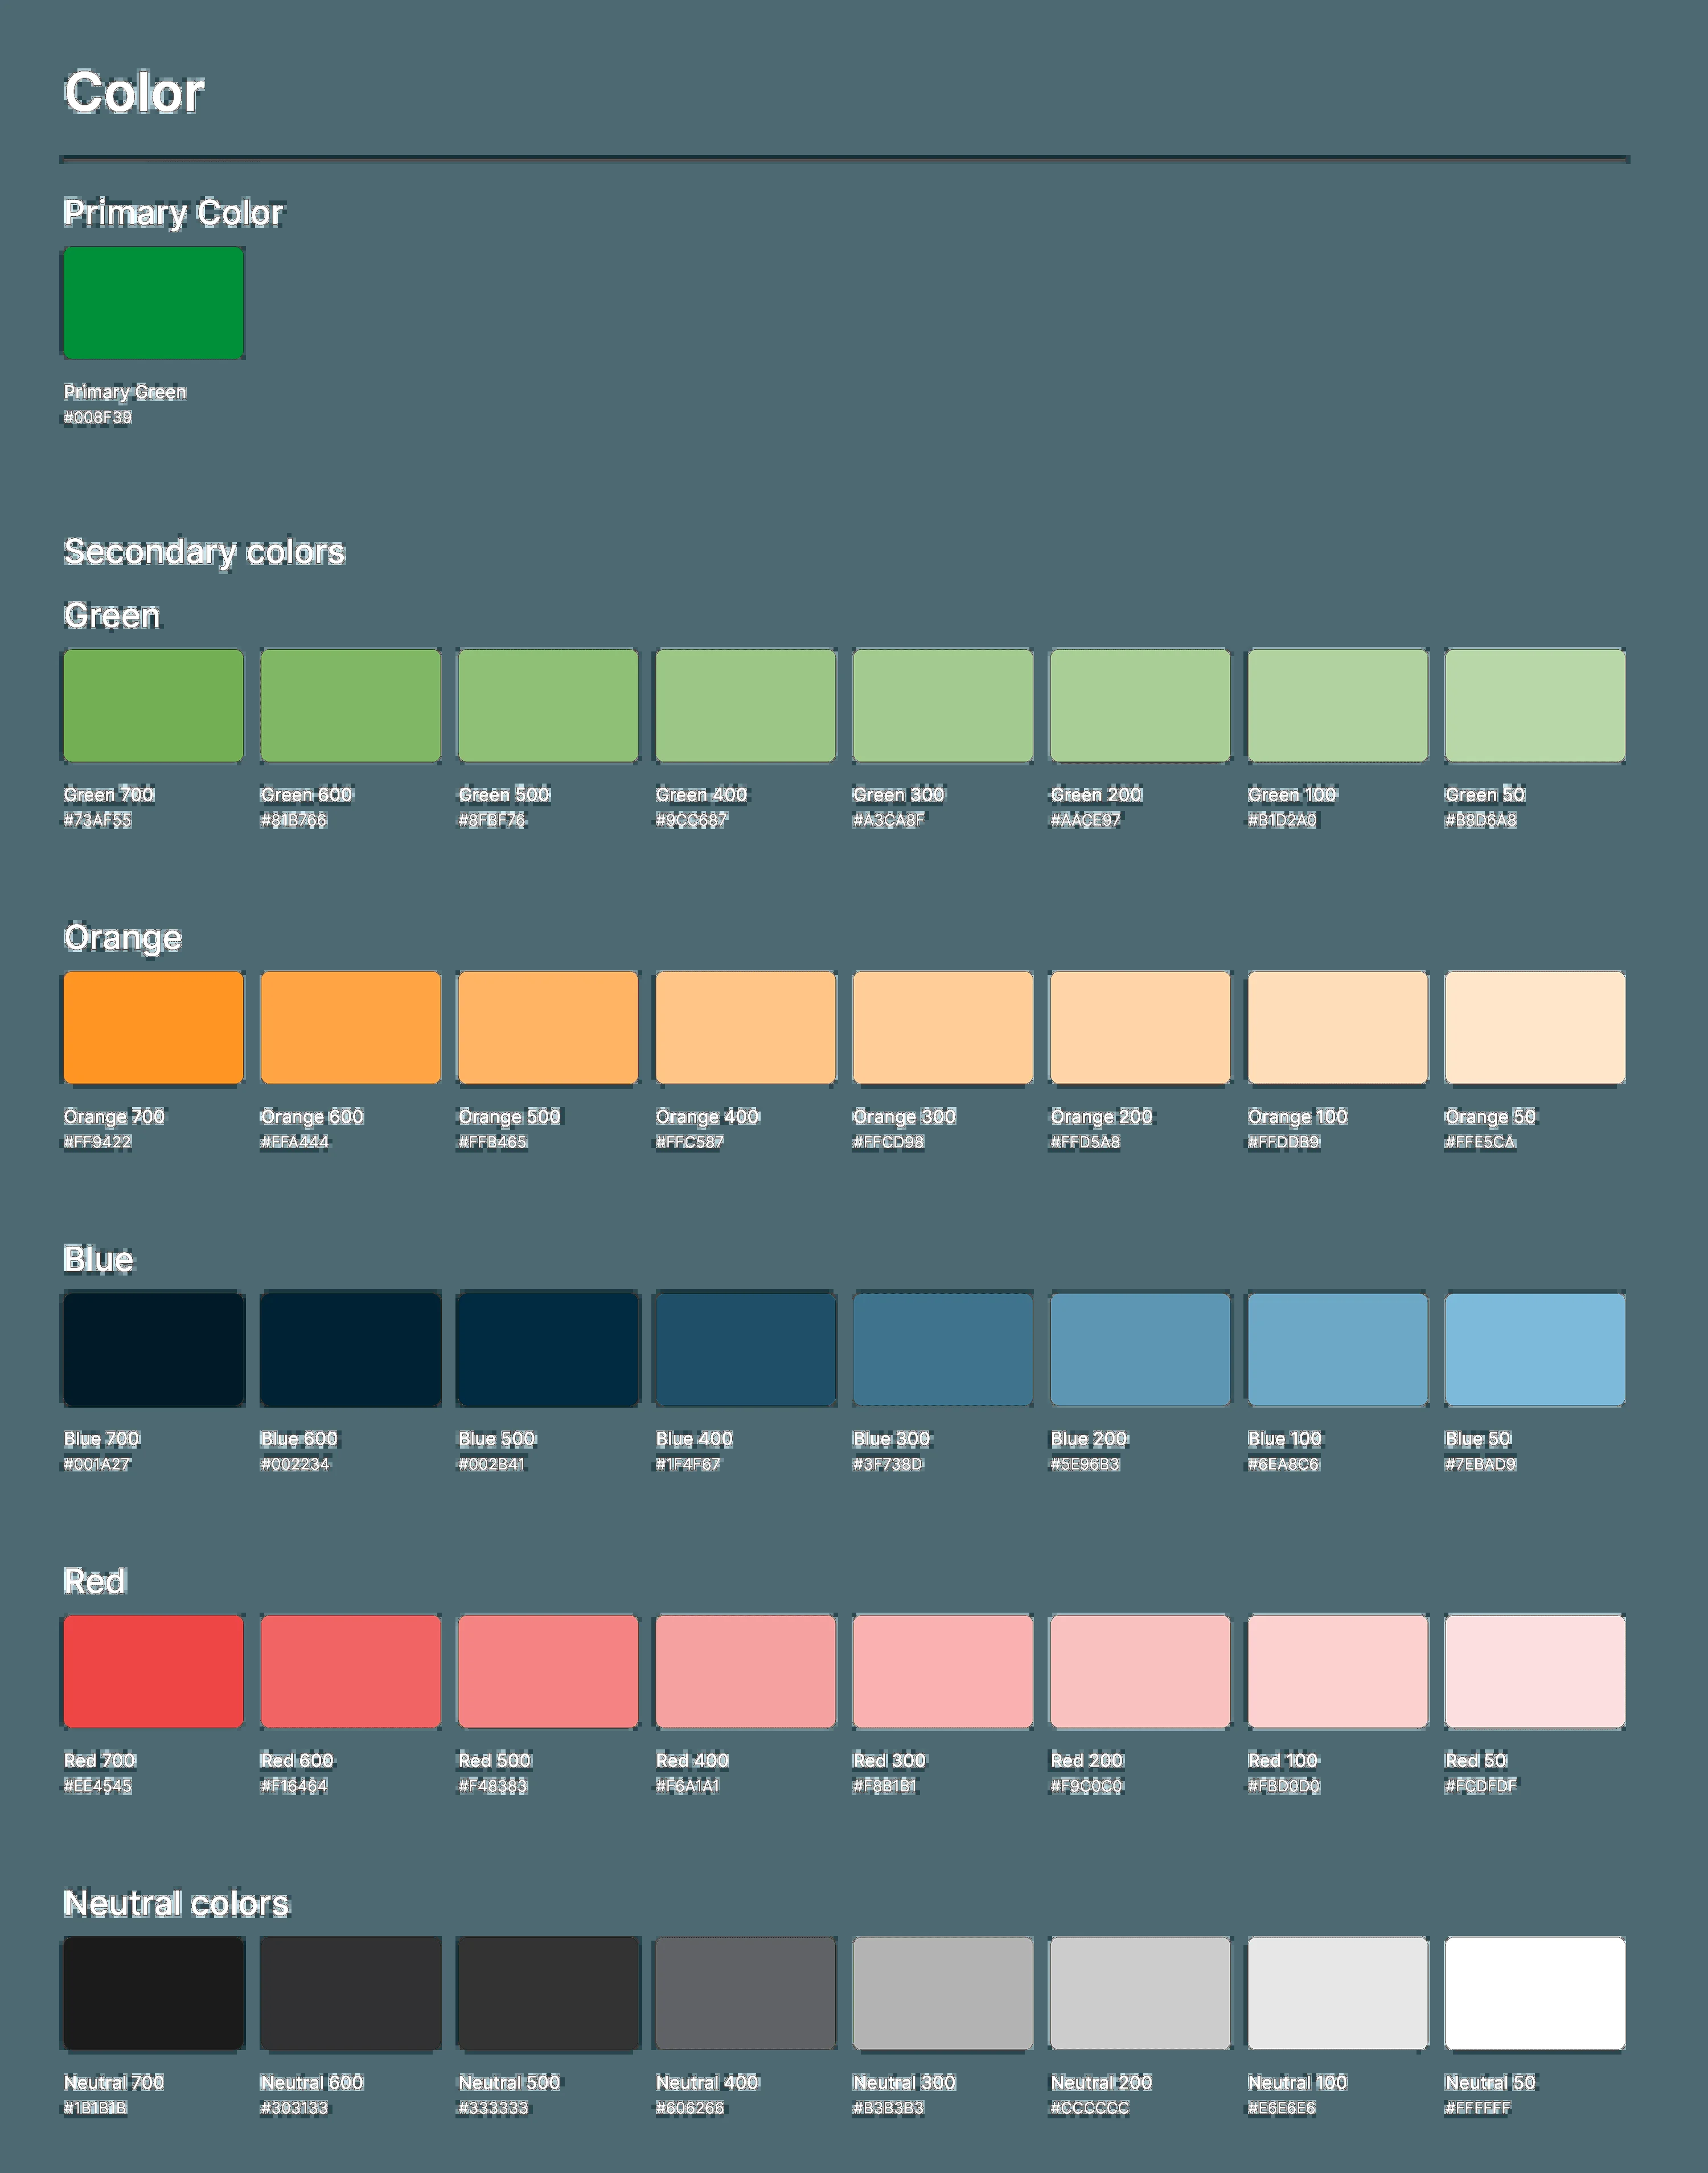 Color
Primary Color
Primary Green
#008F39
Secondary colors
Green
Green 700 Green 600 Green 500 Green 400 Green 300 Green 200 Green 100 Green 50
#73AF55 #81B766 #8FBF76 #9CC687 #A3CA8F #AACE97 #B1D2A0 #B8D6A8
Orange
Orange 700 Orange 600 Orange 500 Orange 400 Orange 300 Orange 200 Orange 100 Orange 50
#FF9422 #FFA444 #FFB465 #FFC587 #FFCD98 #FFD5A8 #FFDDB9 #FFE5CA
Blue
Blue 700 Blue 600 Blue 500 Blue 400 Blue 300 Blue 200 Blue 100 Blue 50
#001A27 #002234 #002B41 #1F4F67 #3F738D #5E96B3 #6EA8C6 #7EBAD9
Red
Red 700 Red 600 Red 500 Red 400 Red 300 Red 200 Red 100 Red 50
#EE4545 #F16464 #F48383 #F6A1A1 #F8B1B1 #F9C0C0 #FBD0D0 #FCDFDF
Neutral colors
Neutral 700 Neutral 600 Neutral 500 Neutral 400 Neutral 300 Neutral 200 Neutral 100 Neutral 50
#1B1B1B #303133 #333333 #606266 #B3B3B3 #CCCCCC #E6E6E6 #FFFFFF